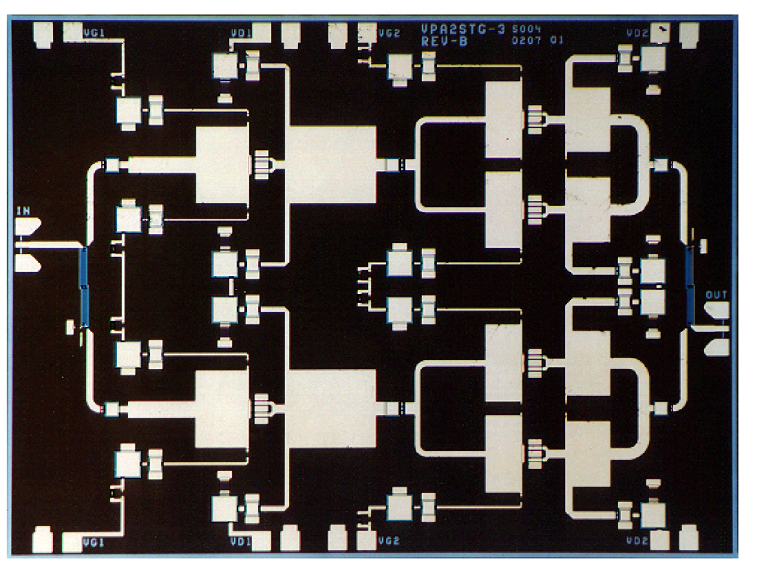 VG1
VD1
VG2
VPA2STG-3 5004
REV-B 0207 01
VD2
IN
OUT
VG1
VD1
VG2
VD2